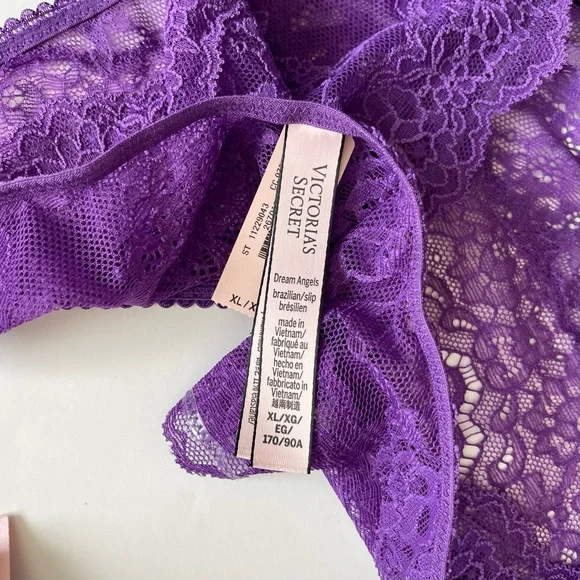 VICTORIA'S
SECRET
Dream Angels
brazilian/slip
brésilien
made in
Vietnam/
fabriqué au
Vietnam/
hecho en
Vietnam/
fabbricato in
Vietnam/
越南制造
XL/XG/
EG/
170/90A
ST 11229043
XL/X